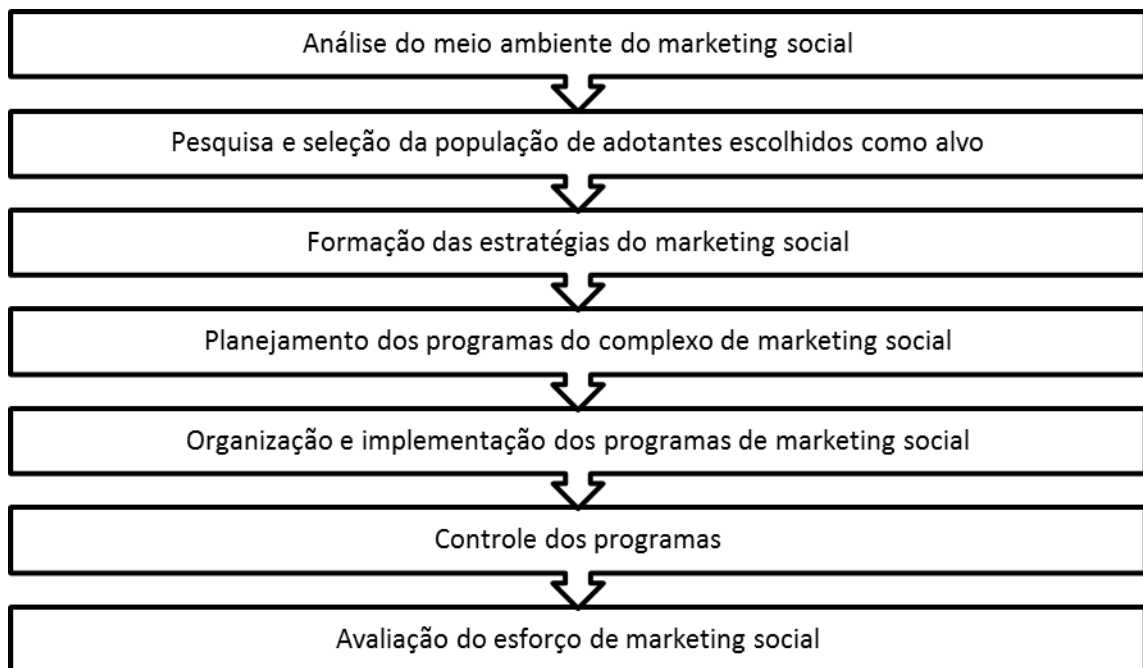 Análise do meio ambiente do marketing social
Pesquisa e seleção da população de adotantes escolhidos como alvo
Formação das estratégias do marketing social
Planejamento dos programas do complexo de marketing social
Organização e implementação dos programas de marketing social
Controle dos programas
Avaliação do esforço de marketing social